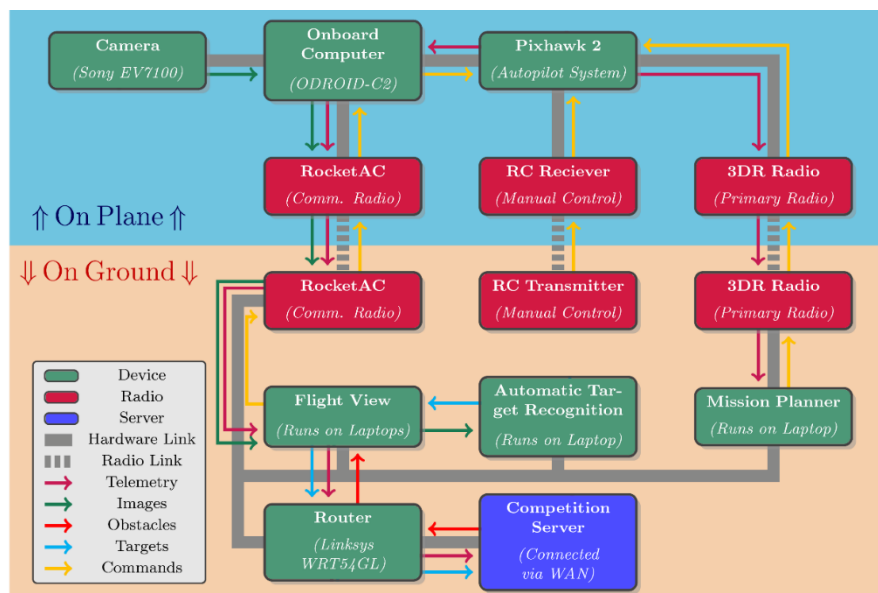 Camera
(Sony EV7100)
Onboard
Computer
(ODROID-C2)
Pixhawk 2
(Autopilot System)
RocketAC
(Comm. Radio)
RC Reciever
(Manual Control)
3DR Radio
(Primary Radio)
⇑ On Plane ⇑
⇓ On Ground ⇓
RocketAC
(Comm. Radio)
RC Transmitter
(Manual Control)
3DR Radio
(Primary Radio)
Device
Radio
Server
Hardware Link
Radio Link
Telemetry
Images
Obstacles
Targets
Commands
Flight View
(Runs on Laptops)
Automatic Tar-
get Recognition
(Runs on Laptop)
Mission Planner
(Runs on Laptop)
Router
(Linksys
WRT54GL)
Competition
Server
(Connected
via WAN)